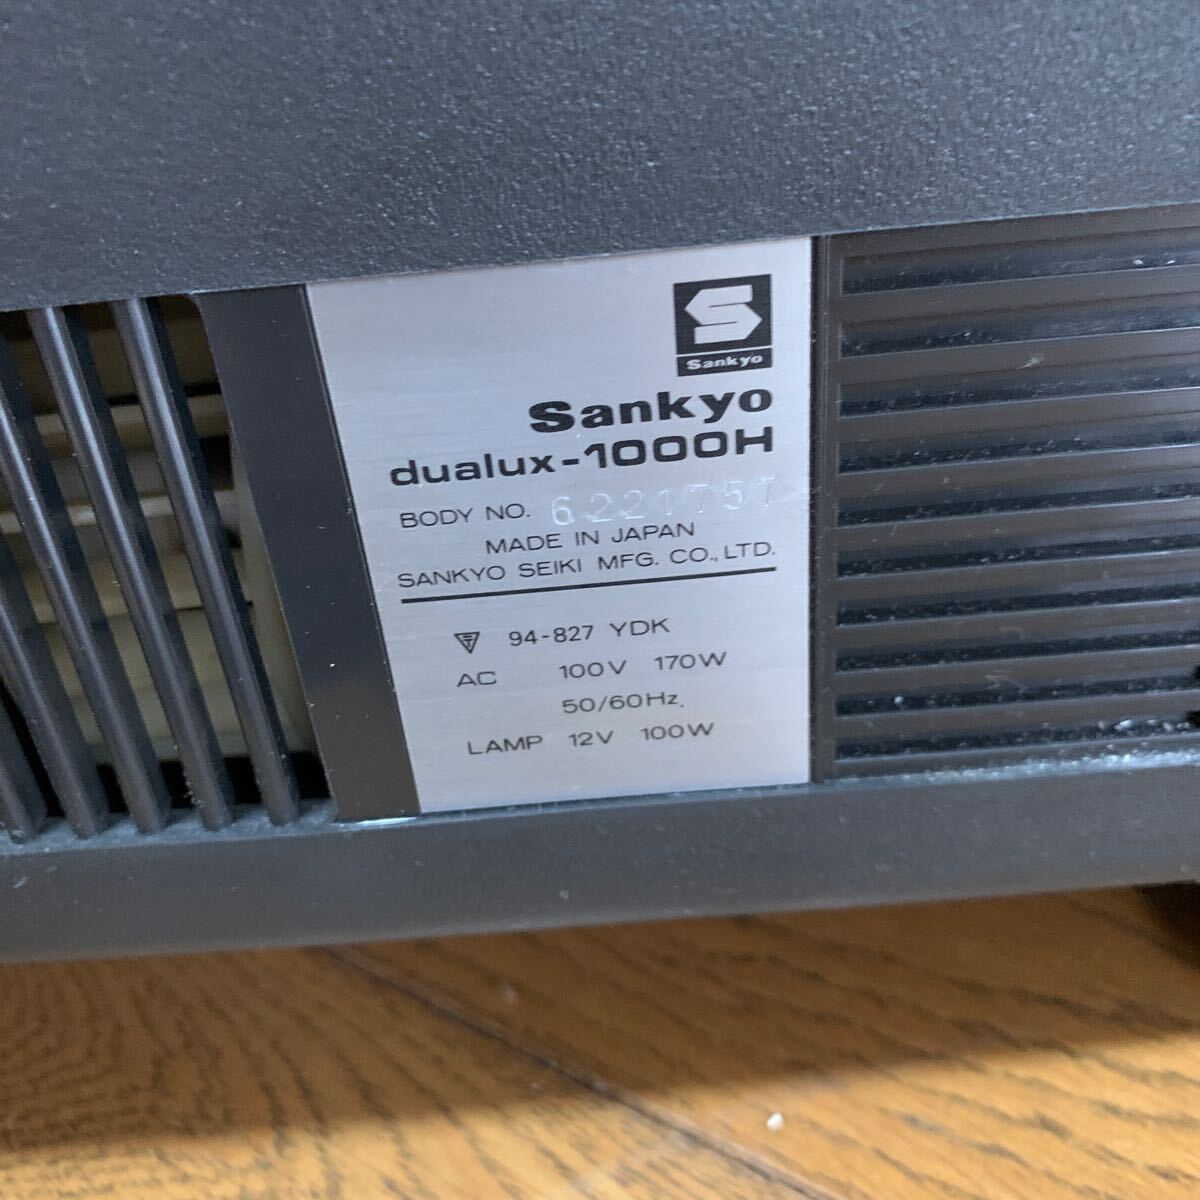 Sankyo
Sankyo
dualux-1000H
BODY NO. 6221757
MADE IN JAPAN
SANKYO SEIKI MFG. CO., LTD.
94-827 YDK
AC 100V 170W
50/60Hz.
LAMP 12V 100W